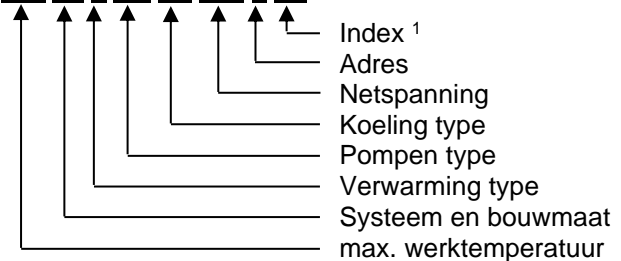 Index ¹
Adres
Netspanning
Koeling type
Pompen type
Verwarming type
Systeem en bouwmaat
max. werktemperatuur